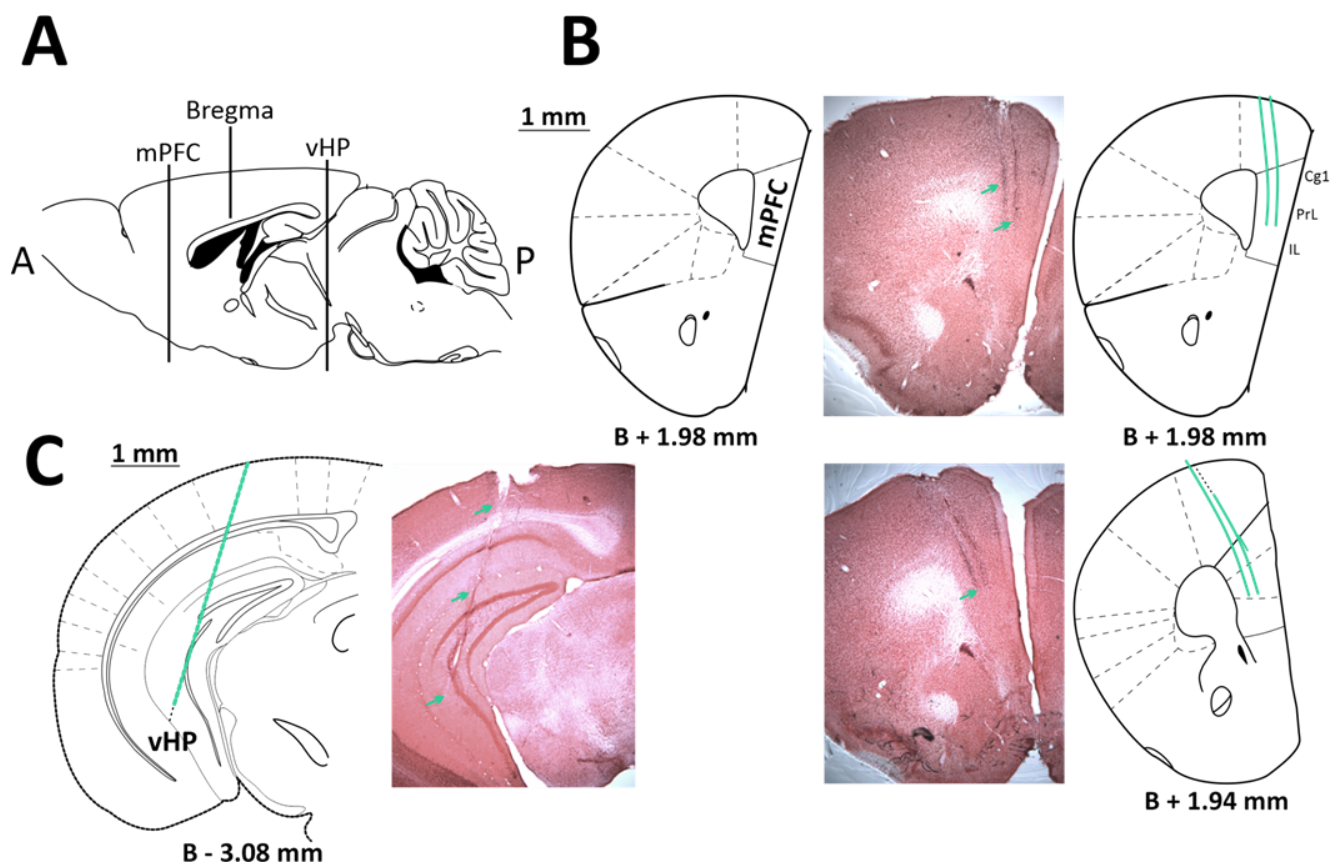 A
Bregma
mPFC
vHP
A
P
B
1 mm
mPFC
Cg1
PrL
IL
B + 1.98 mm
B + 1.98 mm
C
1 mm
vHP
B - 3.08 mm
B + 1.94 mm